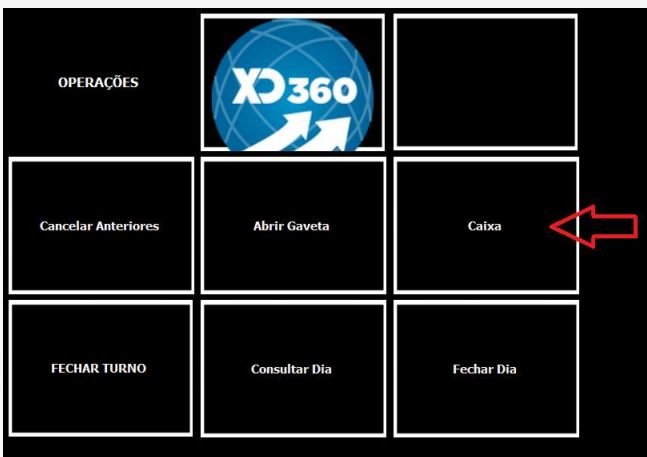 OPERAÇÕES
XD360
Cancelar Anteriores
Abrir Gaveta
Caixa
FECHAR TURNO
Consultar Dia
Fechar Dia